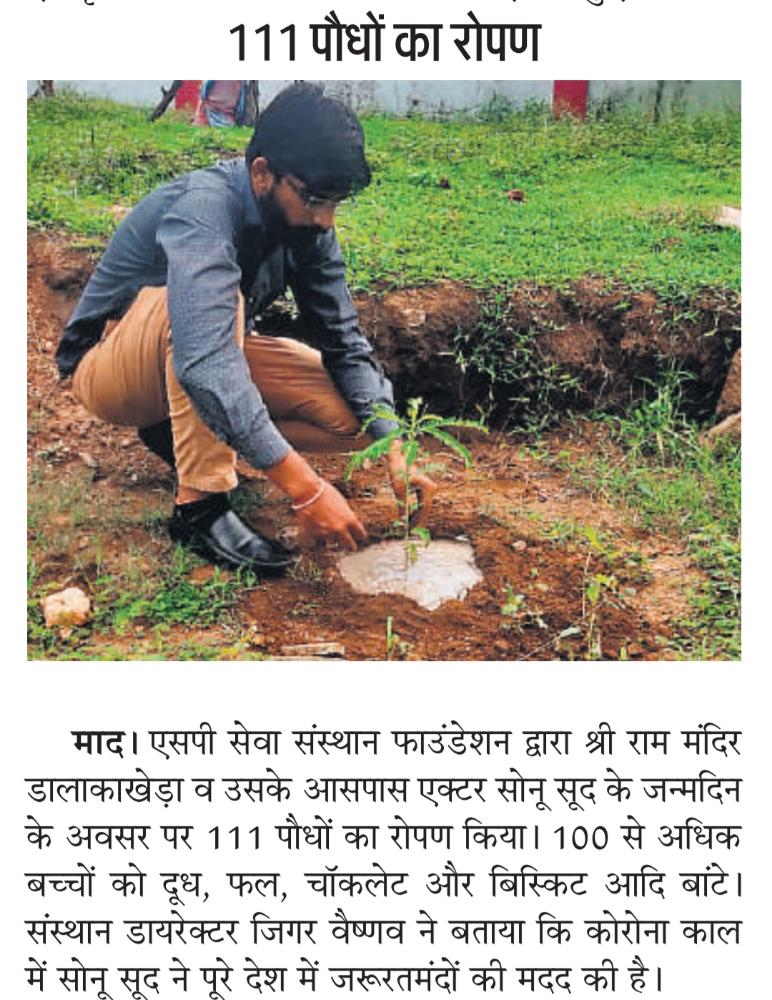 111 पौधों का रोपण
माद। एसपी सेवा संस्थान फाउंडेशन द्वारा श्री राम मंदिर
डालाकाखेड़ा व उसके आसपास एक्टर सोनू सूद के जन्मदिन
के अवसर पर 111 पौधों का रोपण किया। 100 से अधिक
बच्चों को दूध, फल, चॉकलेट और बिस्किट आदि बांटे।
संस्थान डायरेक्टर जिगर वैष्णव ने बताया कि कोरोना काल
में सोनू सूद ने पूरे देश में जरूरतमंदों की मदद की है।